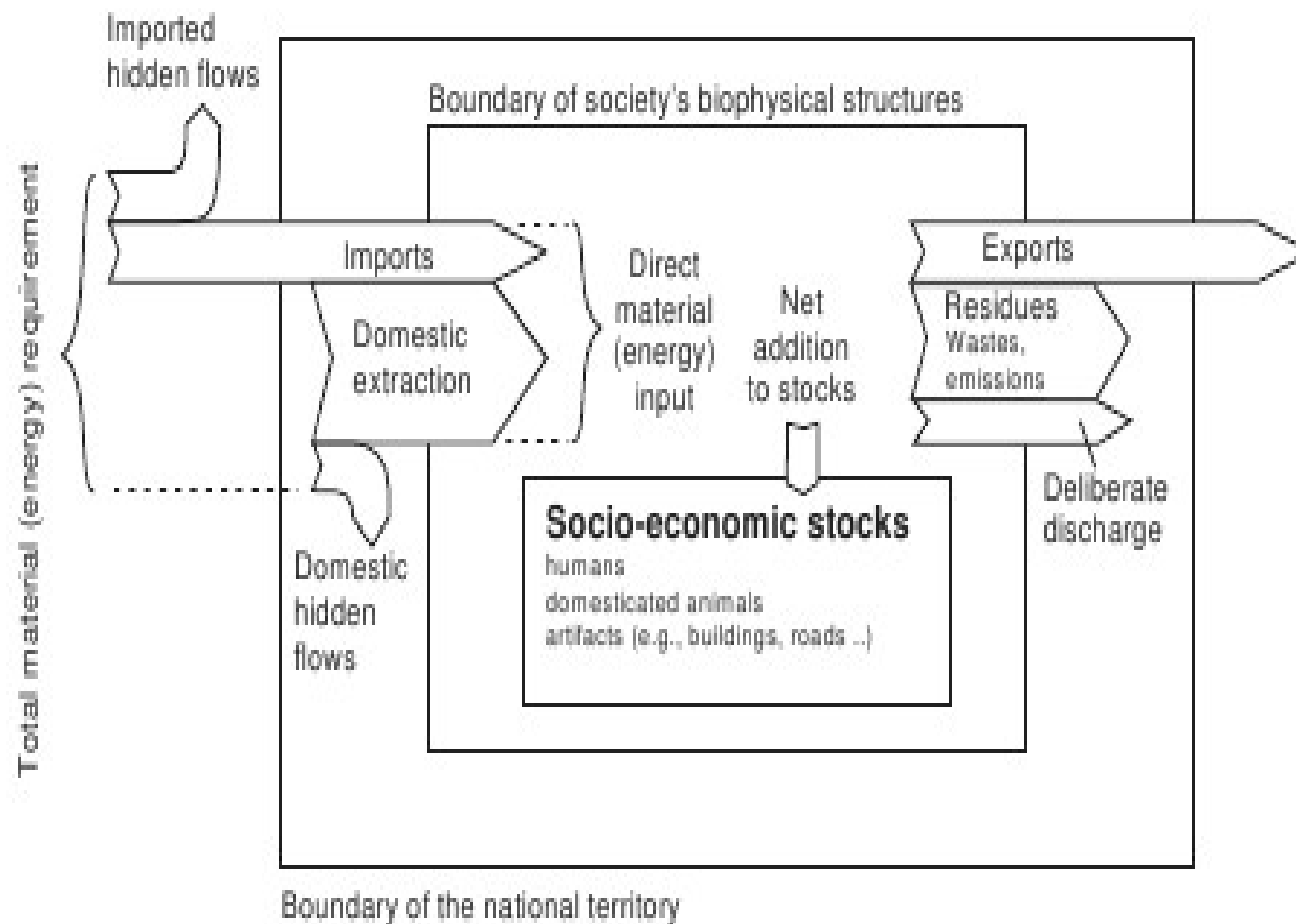 Imported
hidden flows
Boundary of society's biophysical structures
Total material (energy) requirement
Imports
Domestic
extraction
Direct
material
(energy)
input
Net
addition
to stocks
Exports
Residues
Wastes,
emissions
Deliberate
discharge
Domestic
hidden
flows
Socio-economic stocks
humans
domesticated animals
artifacts (e.g., buildings, roads ..)
Boundary of the national territory